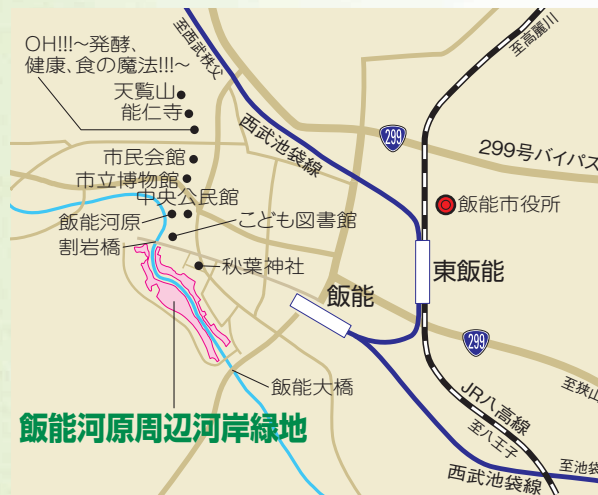 OH!!!~発酵、
健康、食の魔法!!!~
天覧山
能仁寺
市民会館
市立博物館
中央公民館
飯能河原
こども図書館
割岩橋
秋葉神社
至西武秩父
西武池袋線
至高麗川
299
299号バイパス
飯能市役所
東飯能
飯能
299
飯能大橋
飯能河原周辺河岸緑地
JR八高線
至八王子
至狭山
至池袋
西武池袋線